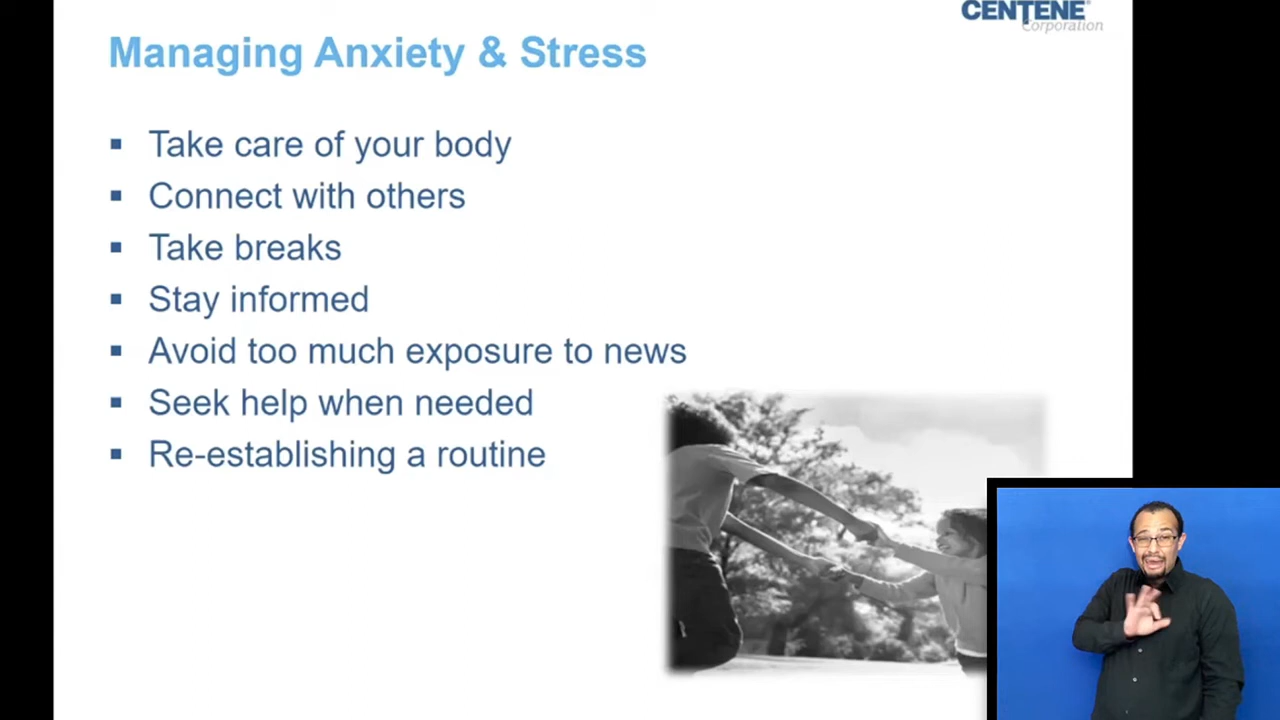 CENTENE
Corporation
Managing Anxiety & Stress
▪ Take care of your body
▪ Connect with others
▪ Take breaks
▪ Stay informed
▪ Avoid too much exposure to news
▪ Seek help when needed
▪ Re-establishing a routine